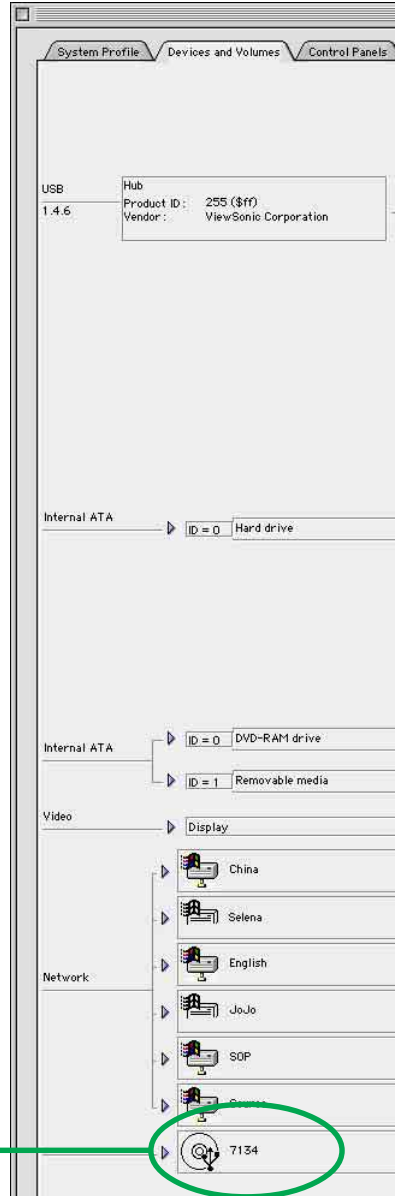 System Profile Devices and Volumes Control Panels
USB
1.4.6
Hub
Product ID: 255 ($ff)
Vendor: ViewSonic Corporation
Internal ATA
ID = 0 Hard drive
Internal ATA
ID = 0 DVD-RAM drive
ID = 1 Removable media
Video
Display
Network
China
Selena
English
JoJo
SOP
7134